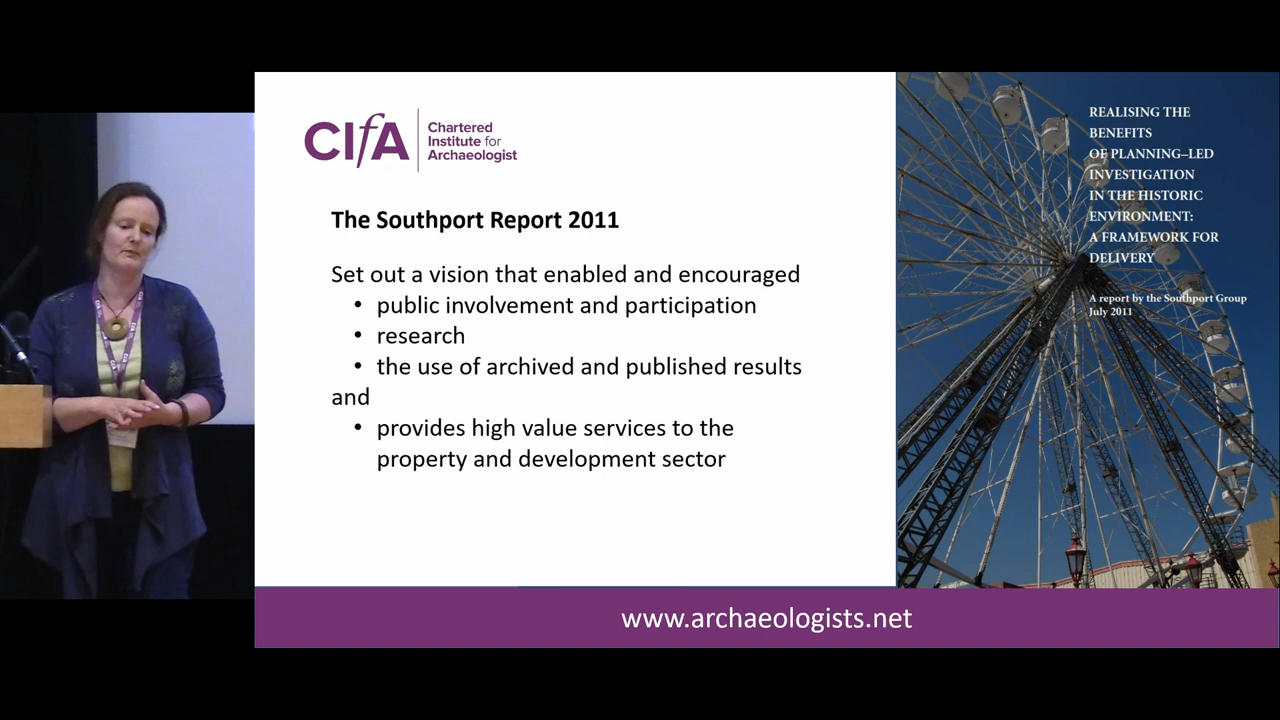 CIfA
Chartered
Institute for
Archaeologist
The Southport Report 2011
Set out a vision that enabled and encouraged
• public involvement and participation
• research
• the use of archived and published results
and
• provides high value services to the
property and development sector
REALISING THE
BENEFITS
OF PLANNING–LED
INVESTIGATION
IN THE HISTORIC
ENVIRONMENT:
A FRAMEWORK FOR
DELIVERY
A report by the Southport Group
July 2011
www.archaeologists.net